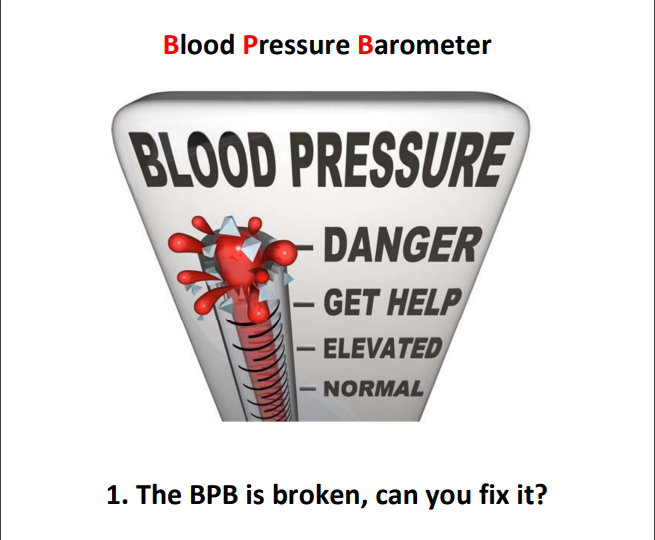 Blood Pressure Barometer
BLOOD PRESSURE
DANGER
GET HELP
ELEVATED
NORMAL
1. The BPB is broken, can you fix it?